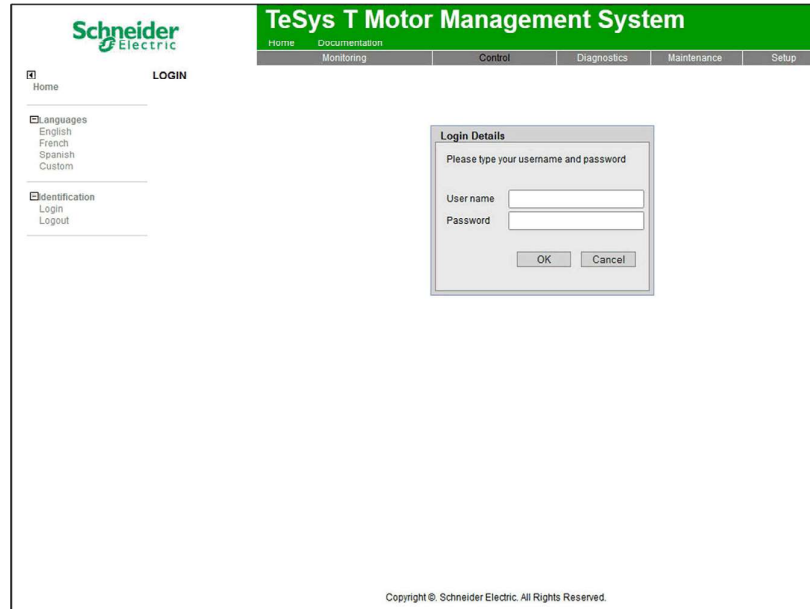 Schneider
Electric
TeSys T Motor Management System
Home Documentation
Monitoring Control Diagnostics Maintenance Setup
Home
LOGIN
Languages
English
French
Spanish
Custom
Identification
Login
Logout
Login Details
Please type your username and password
User name
Password
OK Cancel
Copyright ©. Schneider Electric. All Rights Reserved.